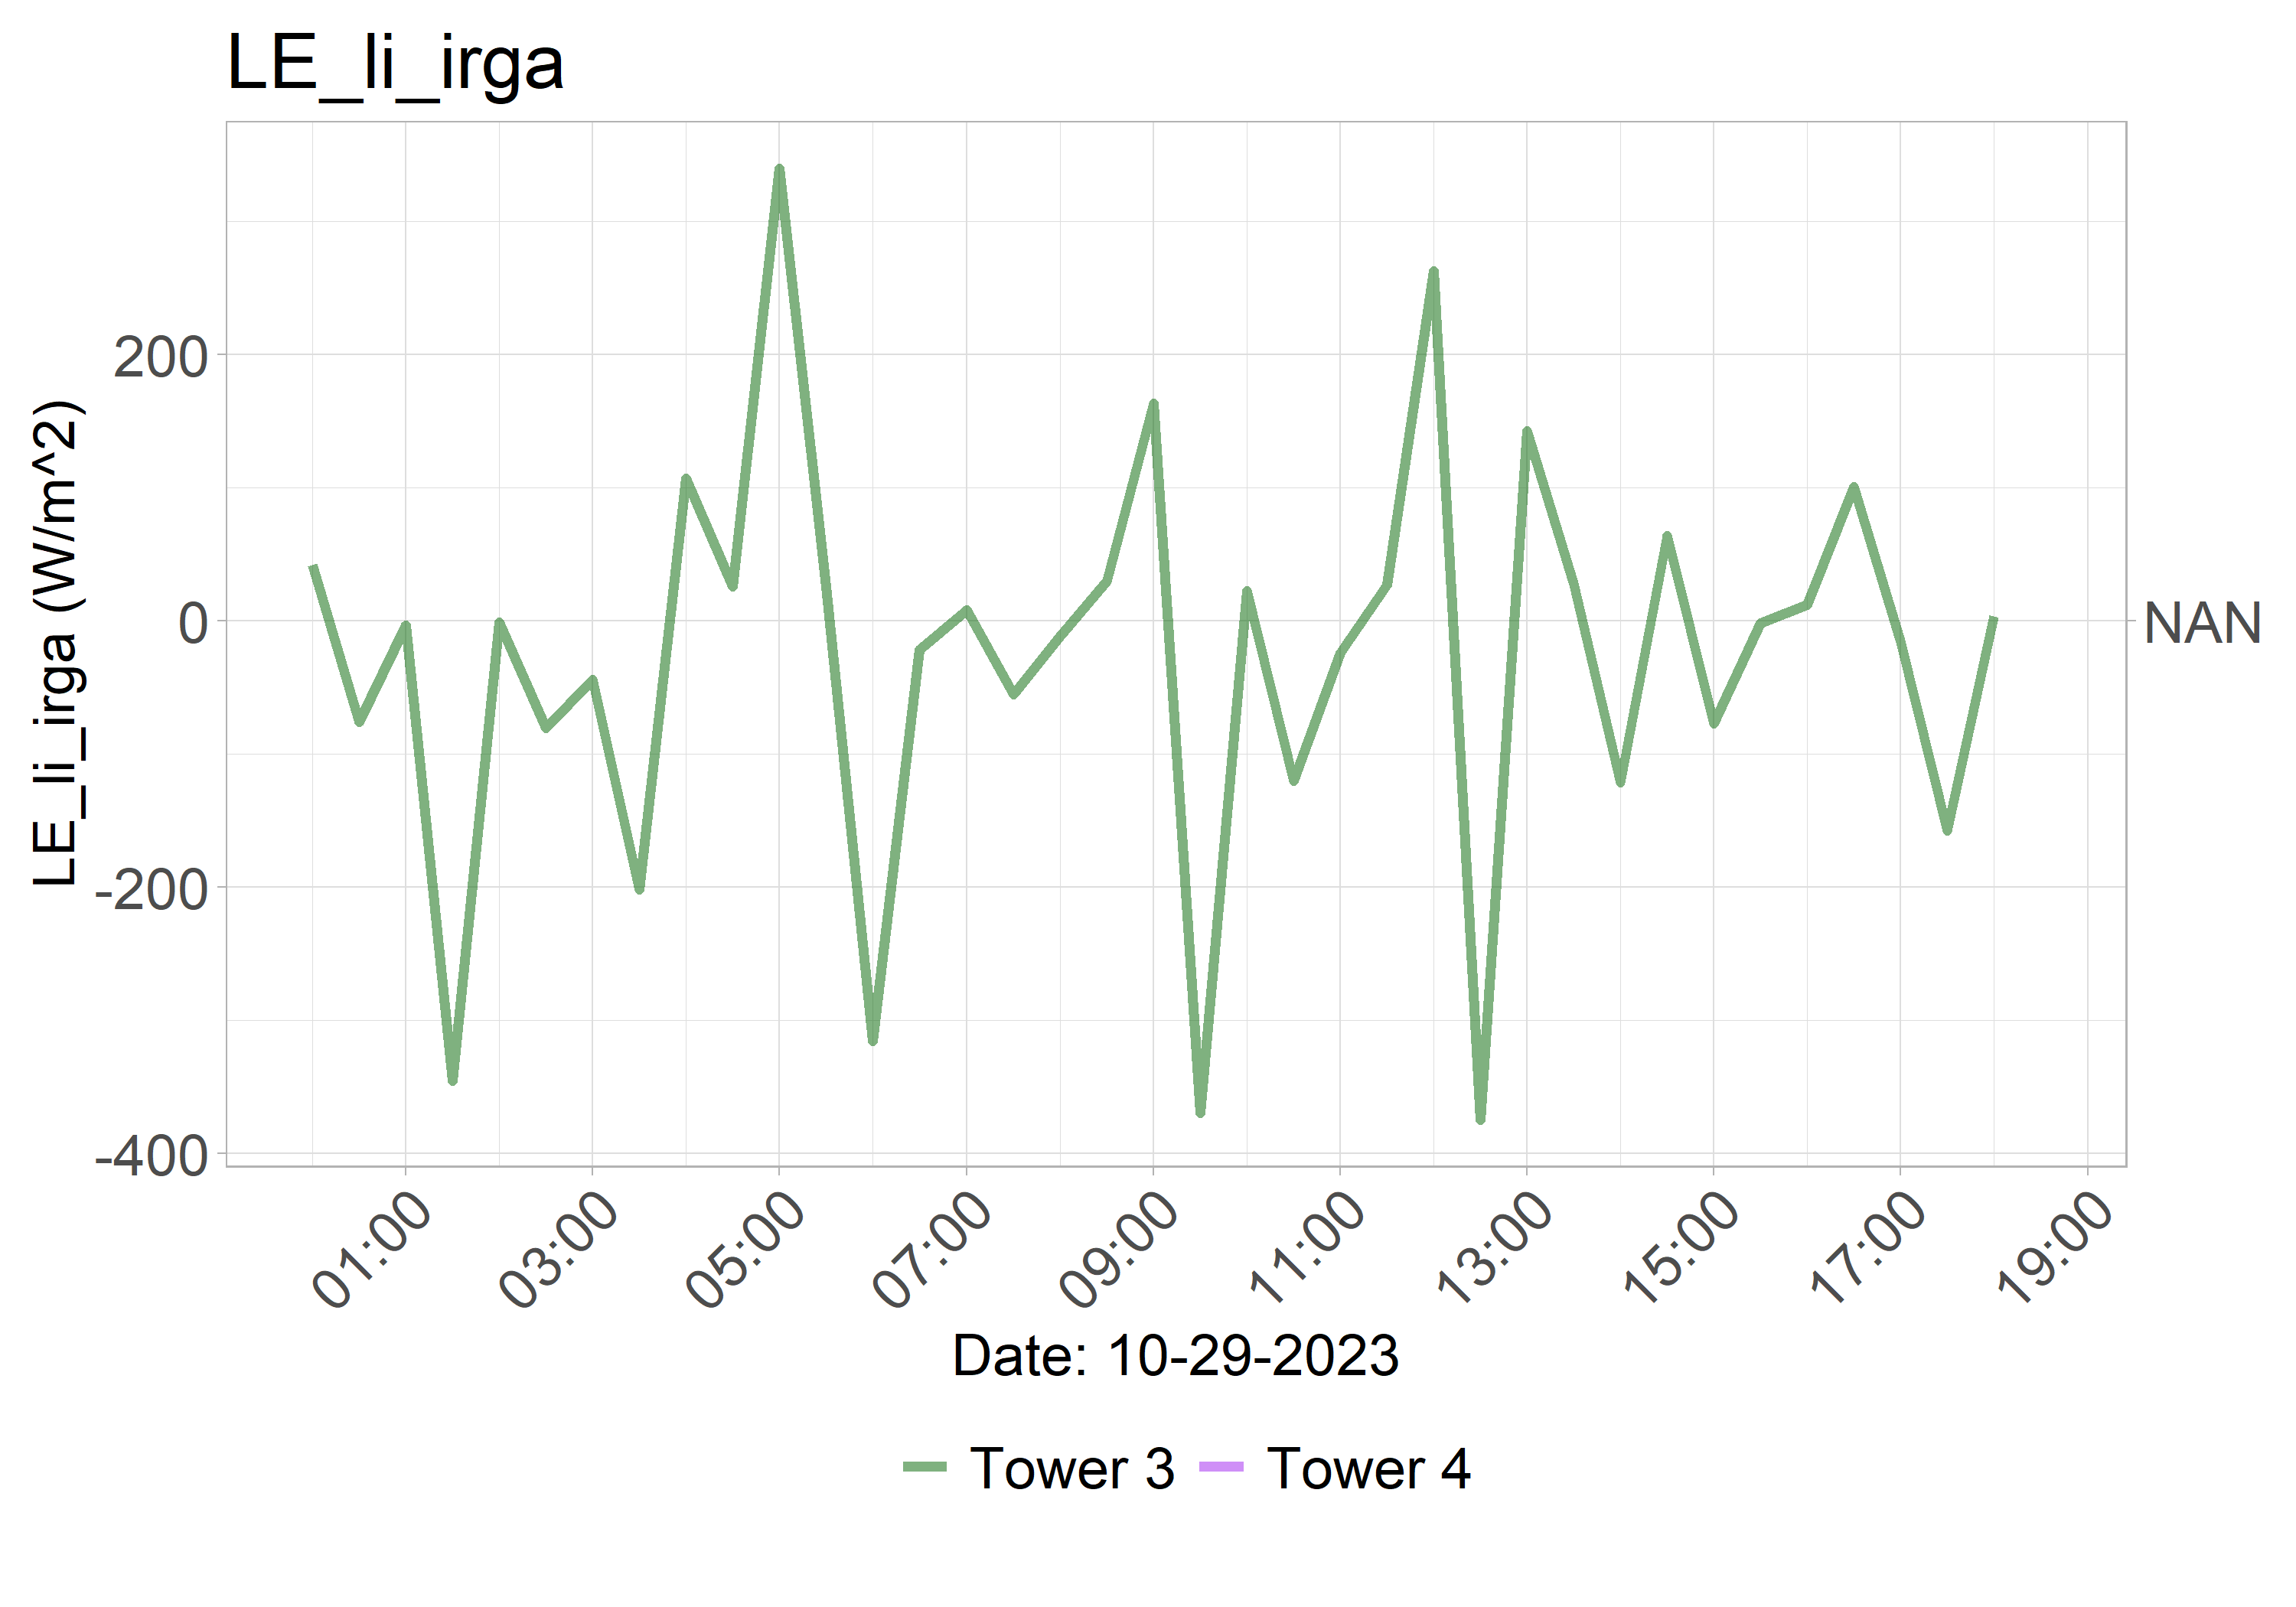 LE_li_irga
LE_li_irga (W/m^2)
200
0
-200
-400
NAN
01:00 03:00 05:00 07:00 09:00 11:00 13:00 15:00 17:00 19:00
Date: 10-29-2023
Tower 3 Tower 4